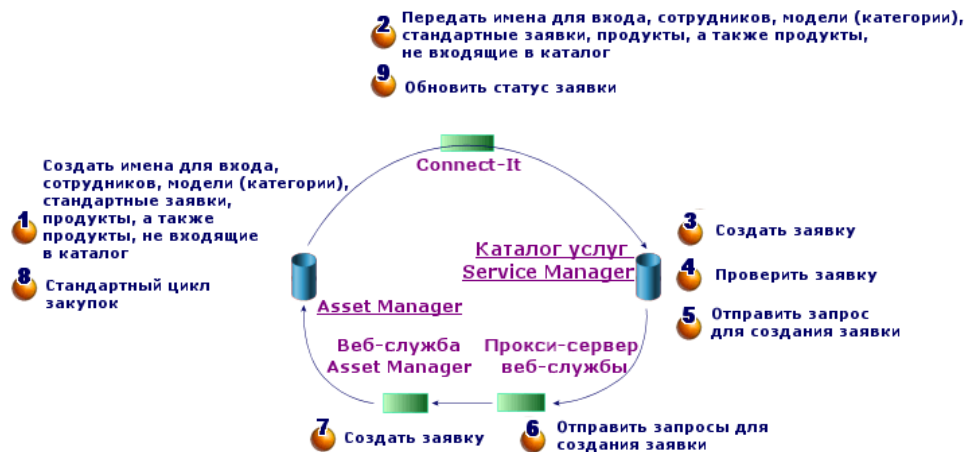 2
Передать имена для входа, сотрудников, модели (категории),
стандартные заявки, продукты, а также продукты,
не входящие в каталог
9
Обновить статус заявки
Connect-It
1
Создать имена для входа,
сотрудников, модели (категории),
стандартные заявки,
продукты, а также
продукты, не входящие
в каталог
8
Стандартный цикл
закупок
Asset Manager
Каталог услуг
Service Manager
3
Создать заявку
4
Проверить заявку
5
Отправить запрос
для создания заявки
Веб-служба
Asset Manager
Прокси-сервер
веб-службы
7
Создать заявку
6
Отправить запросы для
создания заявки